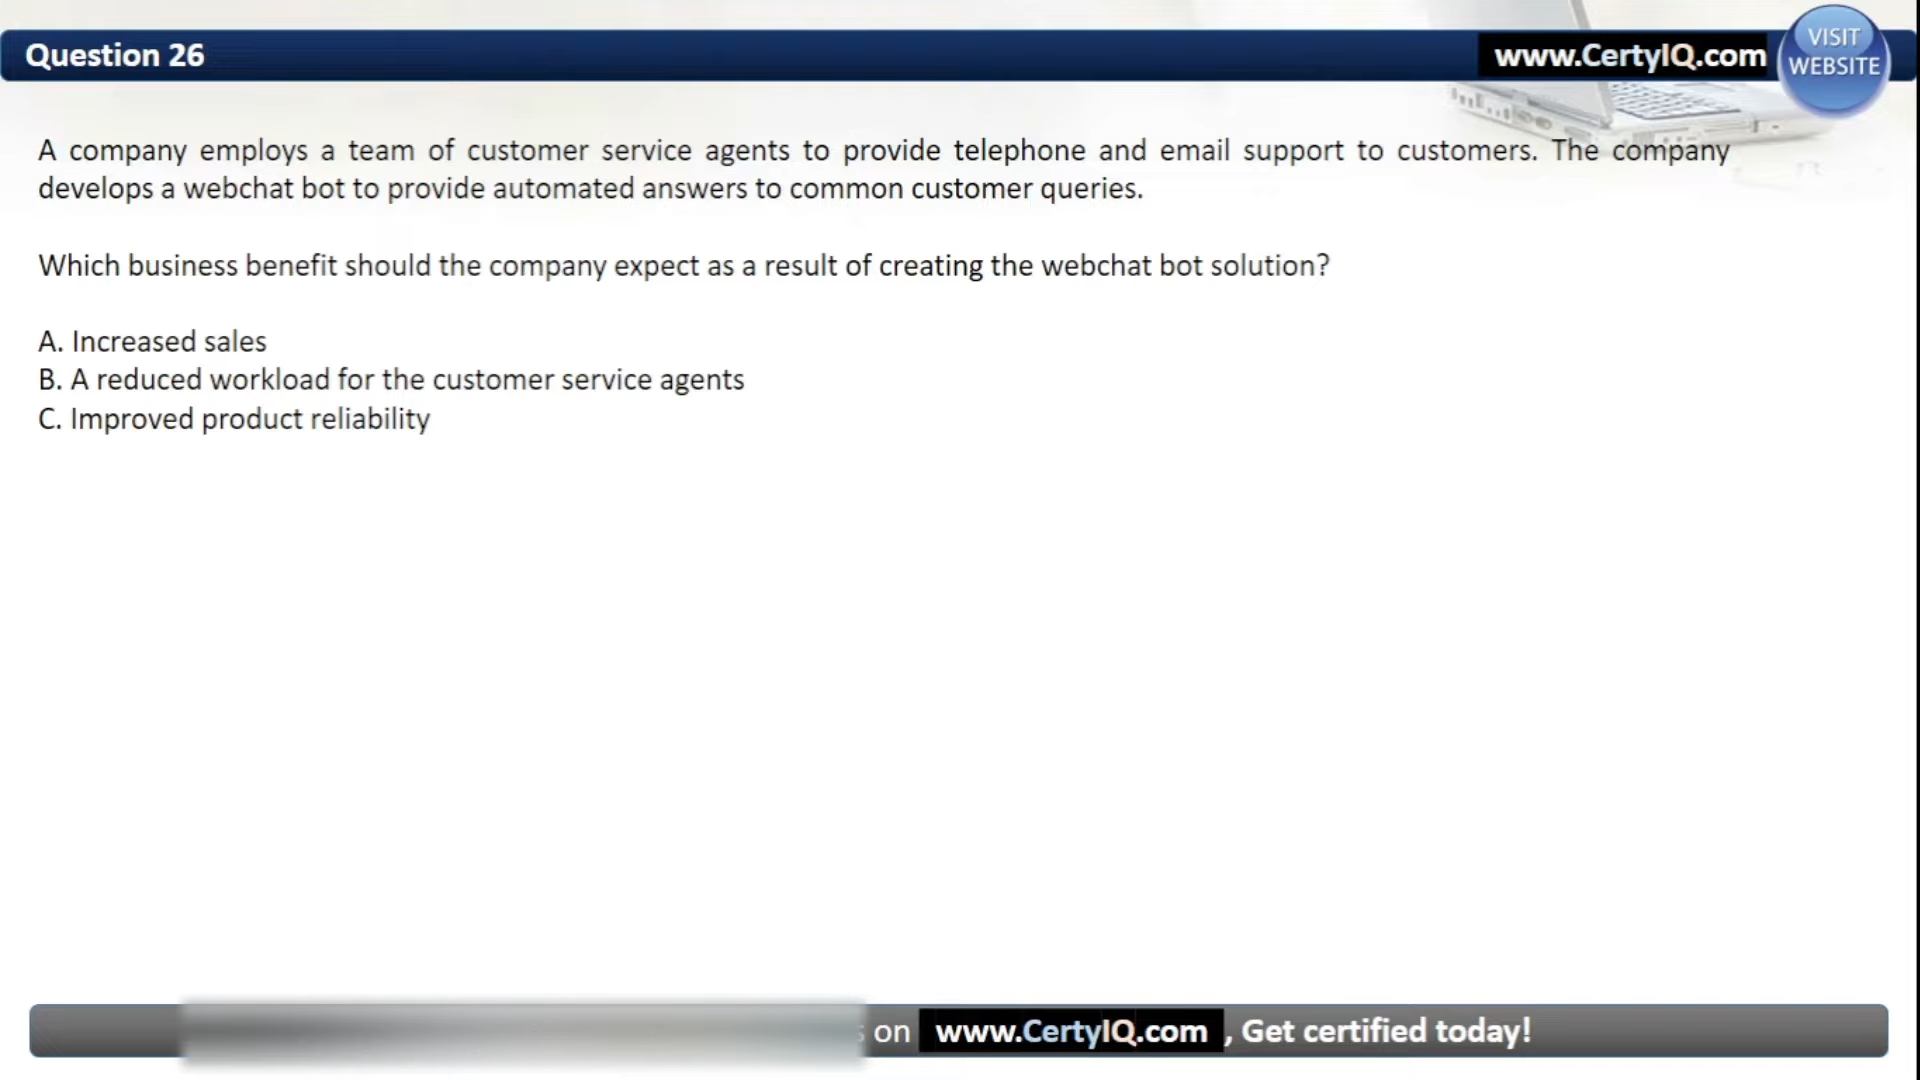 Question 26
www.CertyIQ.com
VISIT
WEBSITE
A company employs a team of customer service agents to provide telephone and email support to customers. The company
develops a webchat bot to provide automated answers to common customer queries.
Which business benefit should the company expect as a result of creating the webchat bot solution?
A. Increased sales
B. A reduced workload for the customer service agents
C. Improved product reliability
on www.CertyIQ.com , Get certified today!